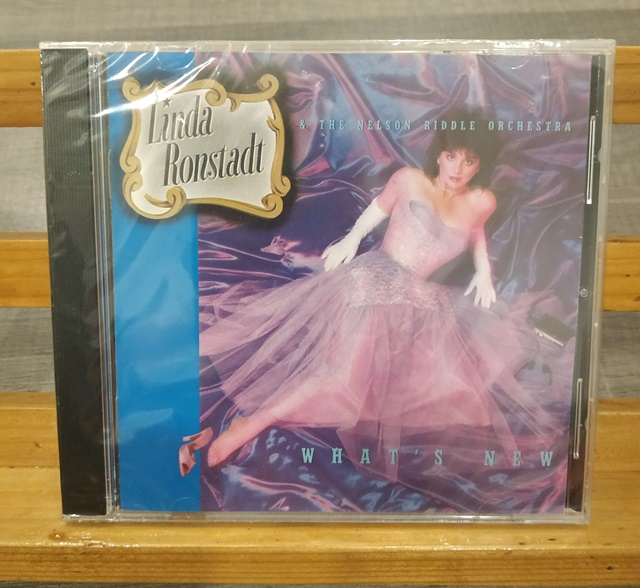 Linda
Ronstadt
& THE NELSON RIDDLE ORCHESTRA
WHAT'S NEW